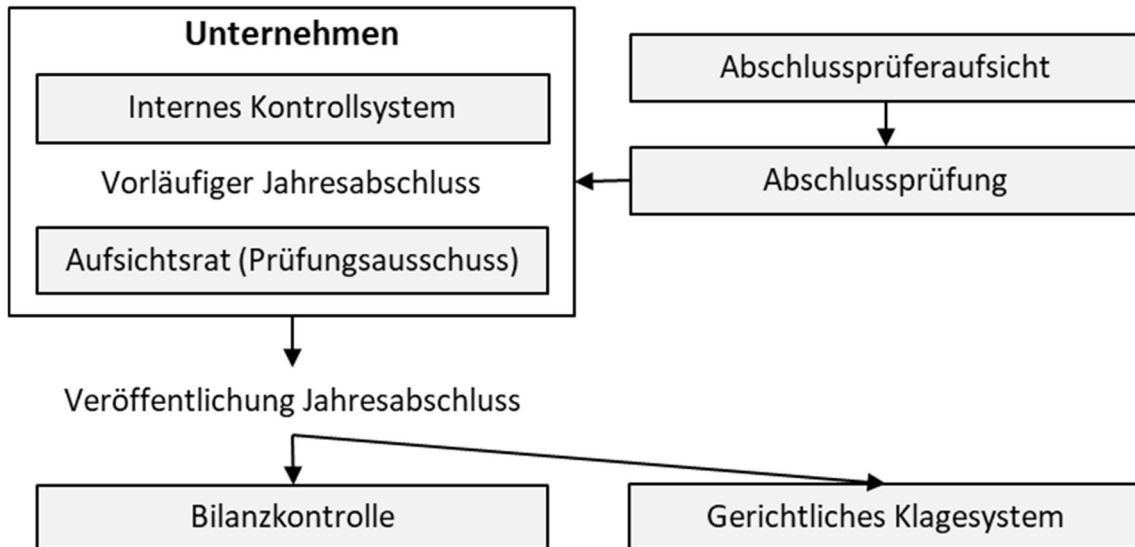 Unternehmen
Internes Kontrollsystem
Vorläufiger Jahresabschluss
Aufsichtsrat (Prüfungsausschuss)
Abschlussprüferaufsicht
Abschlussprüfung
Veröffentlichung Jahresabschluss
Bilanzkontrolle
Gerichtliches Klagesystem